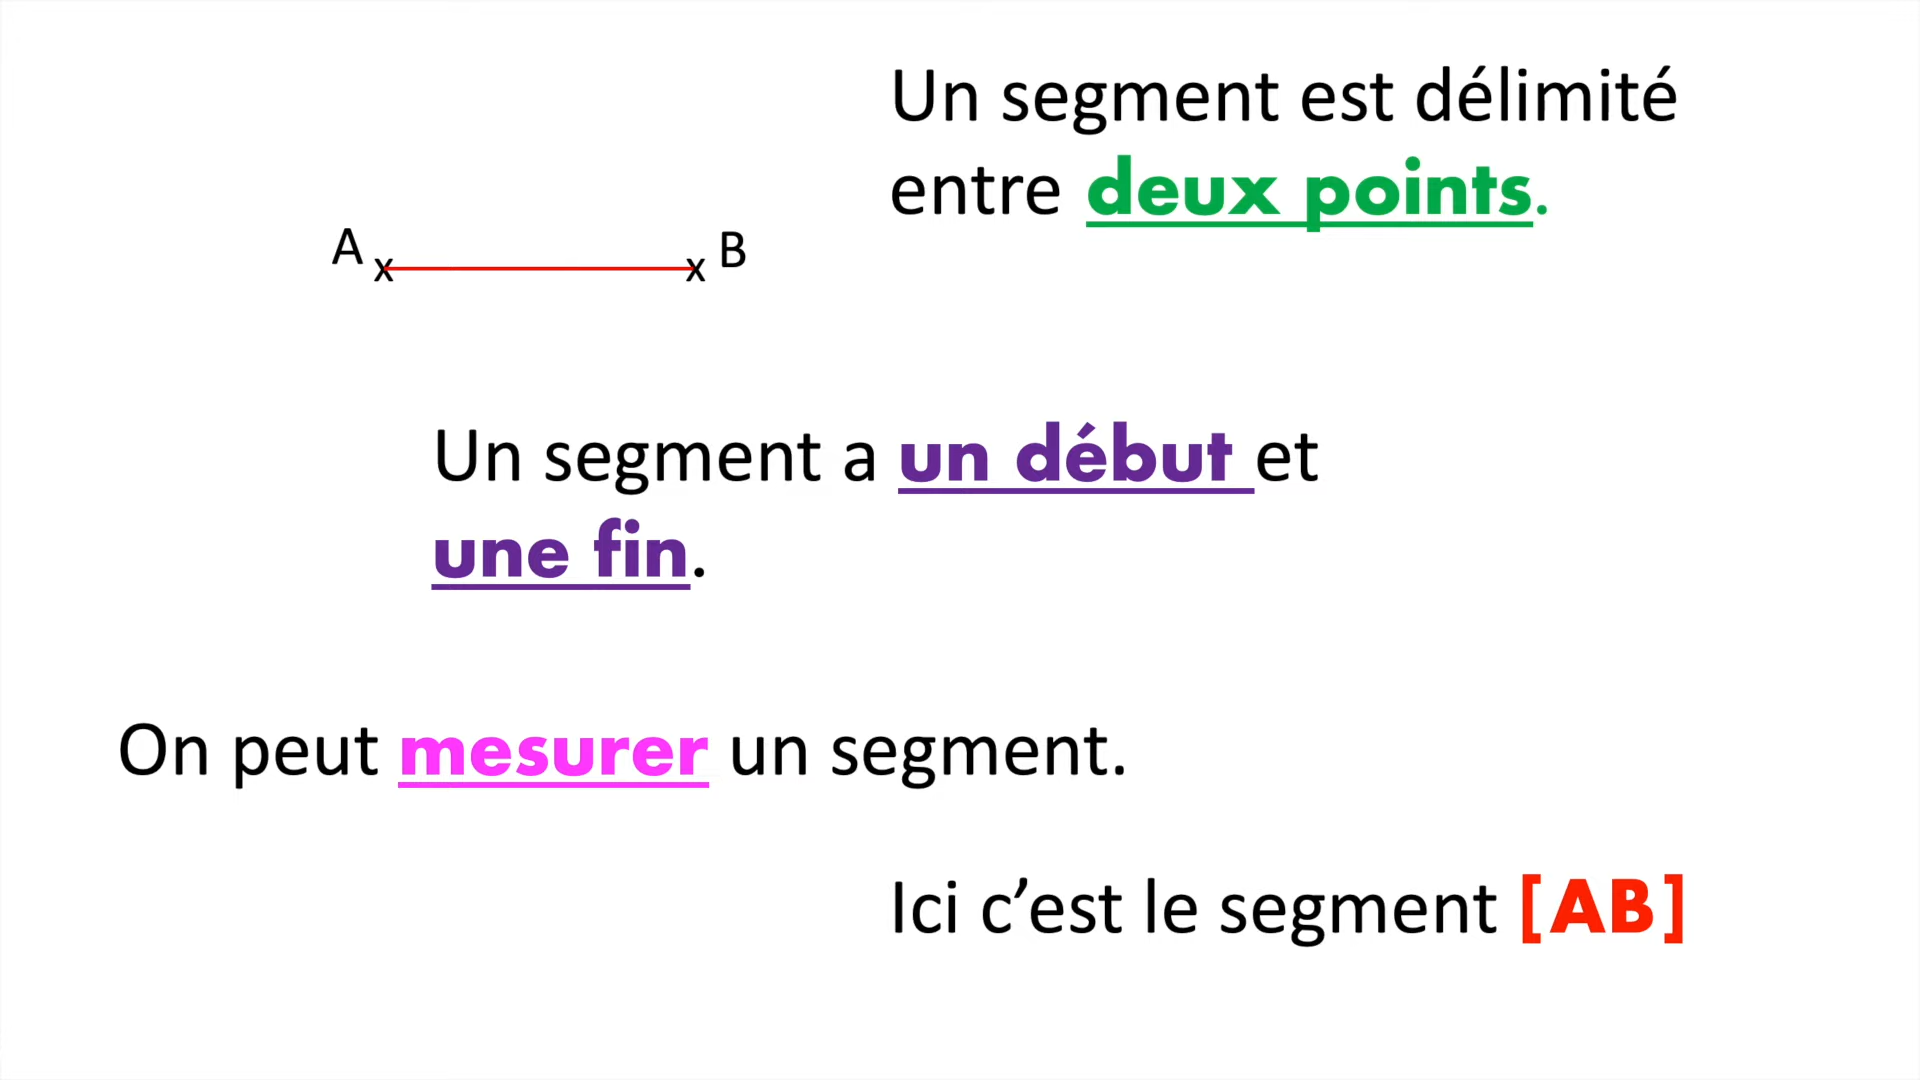 Un segment est délimité
entre deux points.
A x x B
Un segment a un début et
une fin.
On peut mesurer un segment.
Ici c’est le segment [AB]